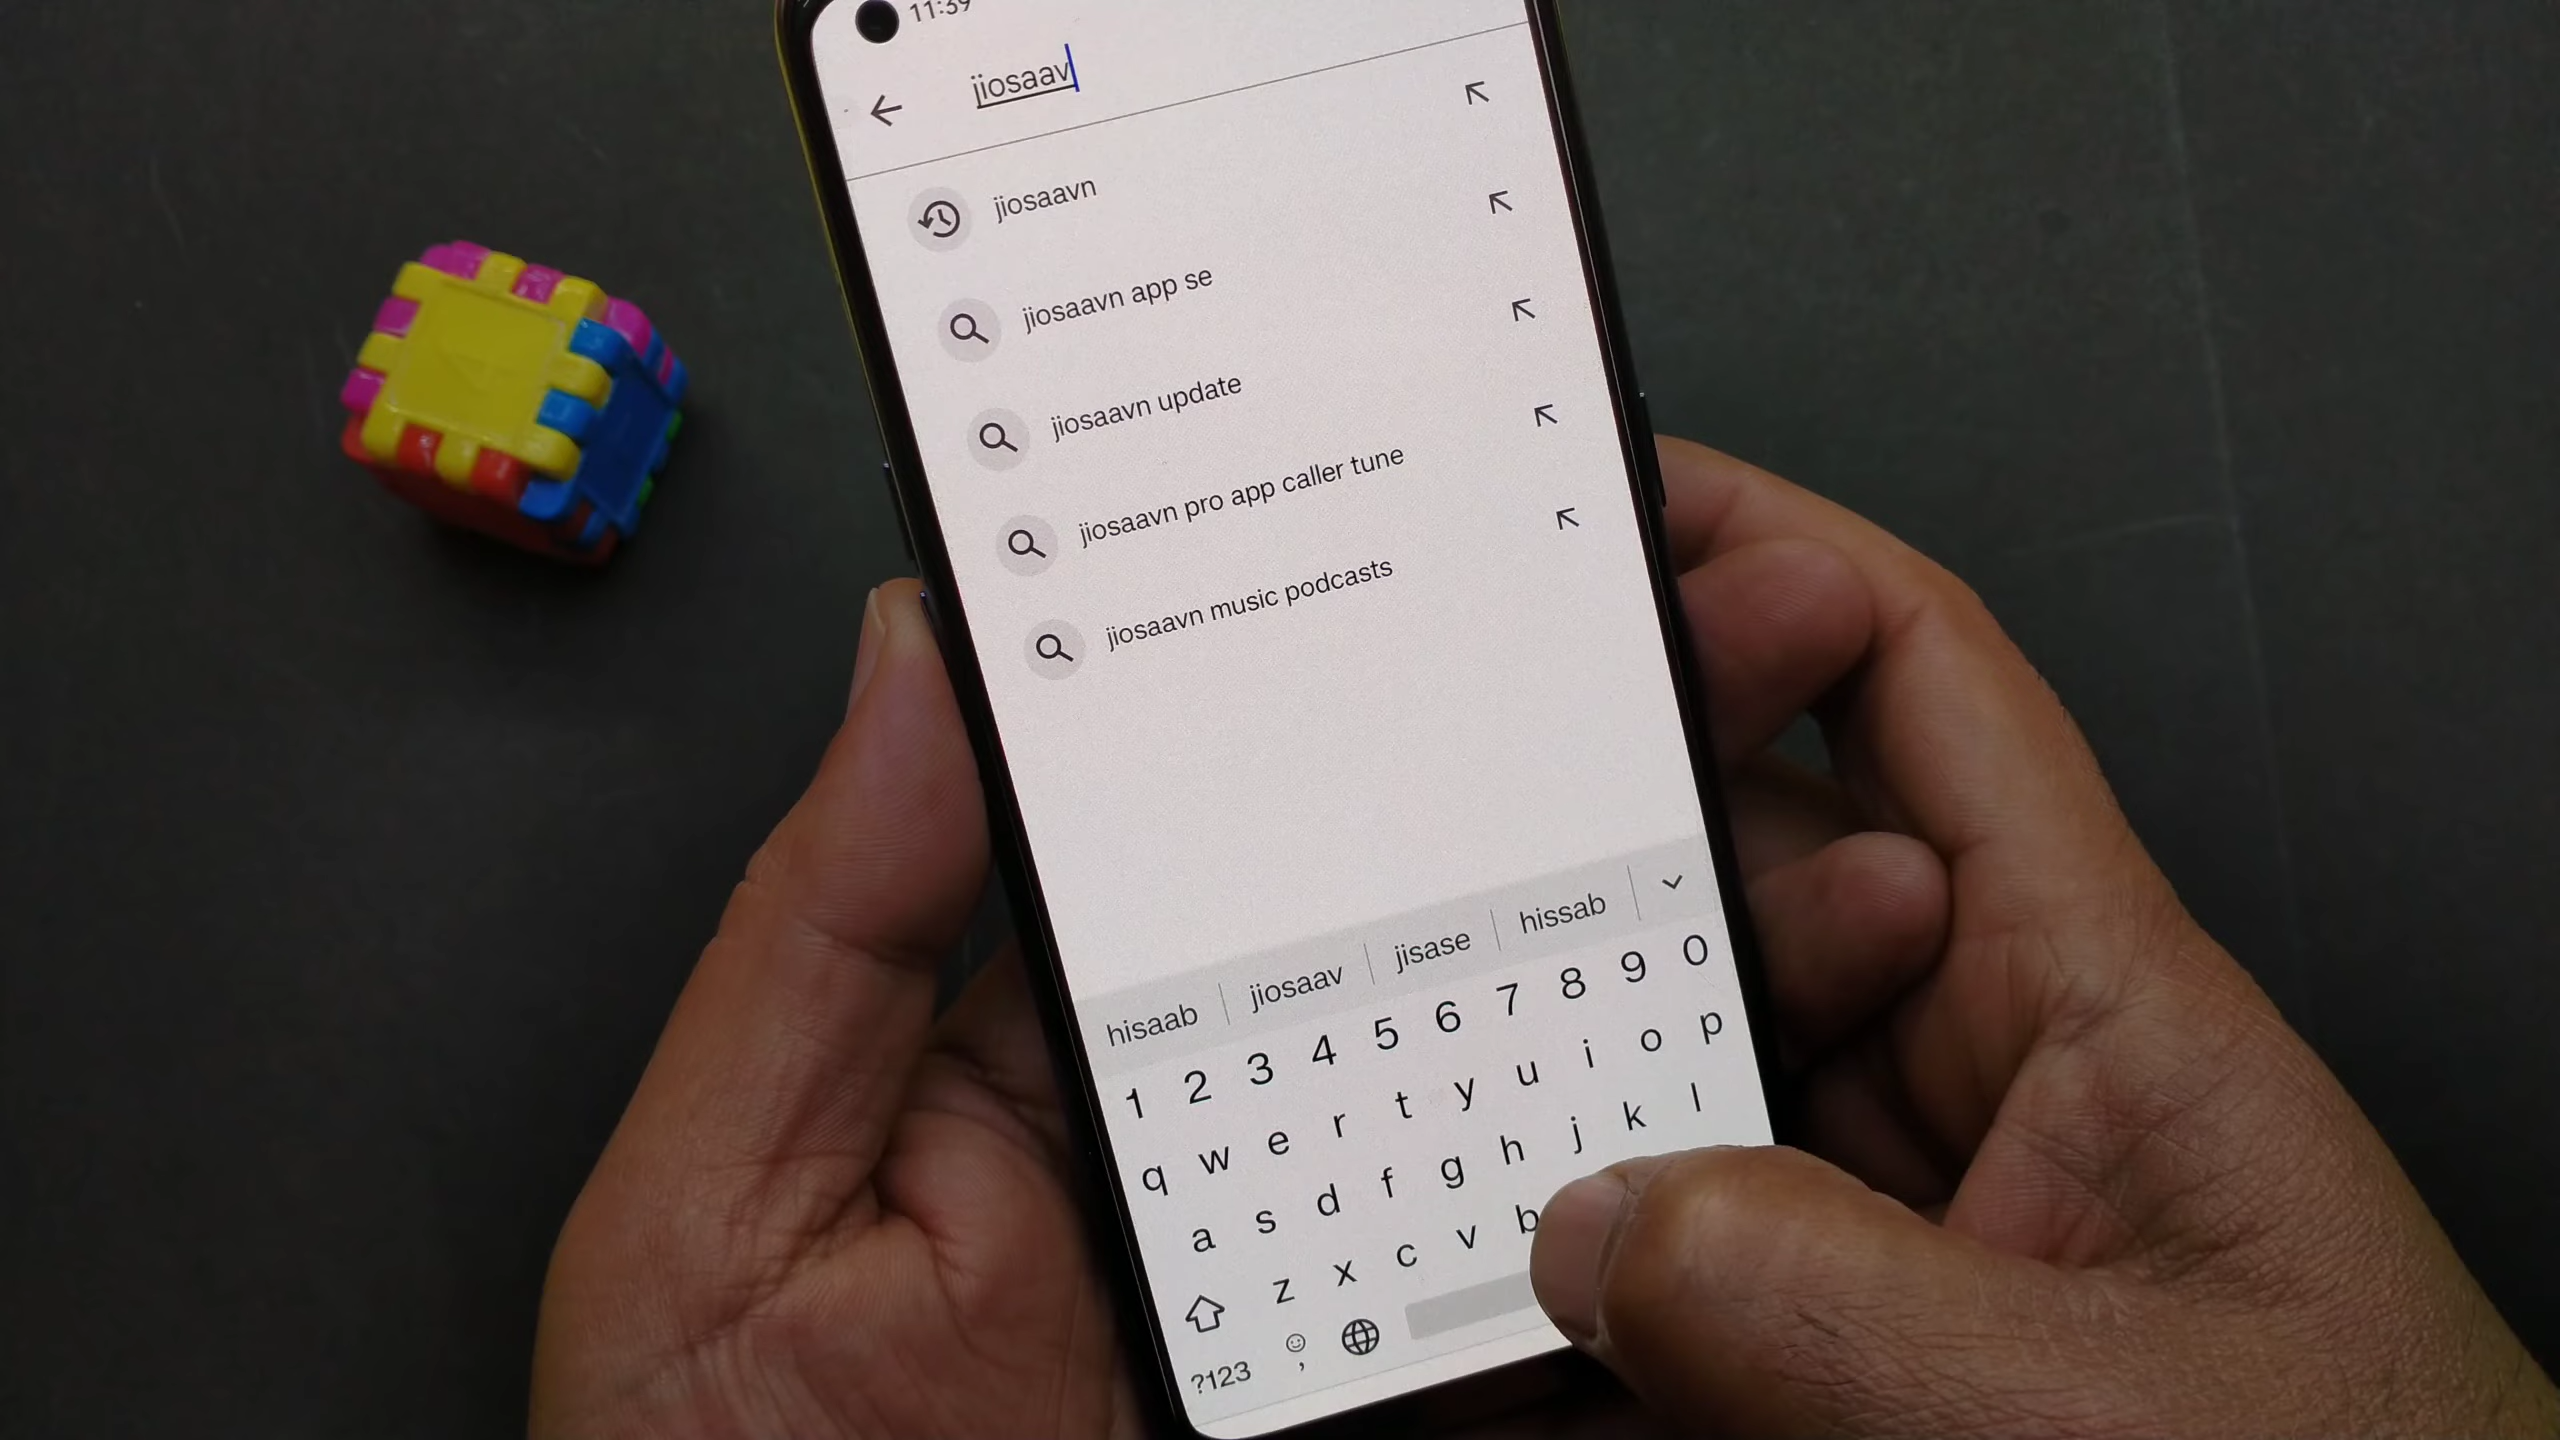 11:39
jiosaav
jiosaavn
jiosaavn app se
jiosaavn update
jiosaavn pro app caller tune
jiosaavn music podcasts
hisaab jiosaav jisase hissab
1 2 3 4 5 6 7 8 9 0
q w e r t y u i o p
a s d f g h j k l
z x c v b
?123 ,